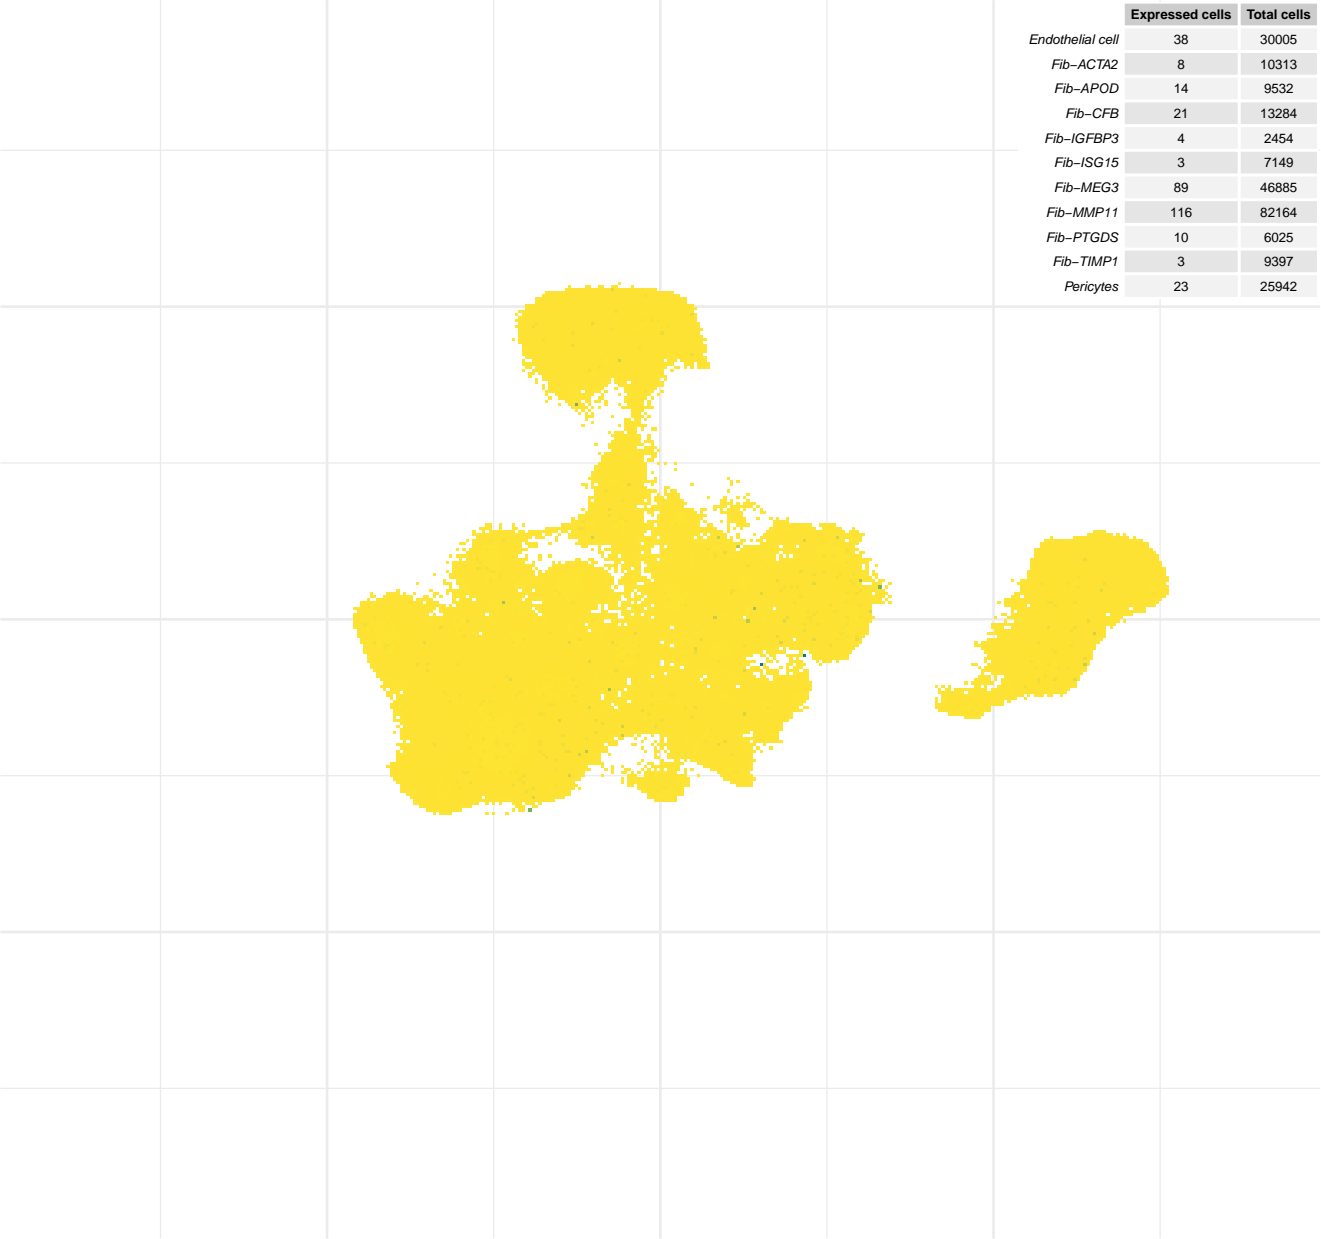 Expressed cells Total cells
Endothelial cell 38 30005
Fib−ACTA2 8 10313
Fib−APOD 14 9532
Fib−CFB 21 13284
Fib−IGFBP3 4 2454
Fib−ISG15 3 7149
Fib−MEG3 89 46885
Fib−MMP11 116 82164
Fib−PTGDS 10 6025
Fib−TIMP1 3 9397
Pericytes 23 25942